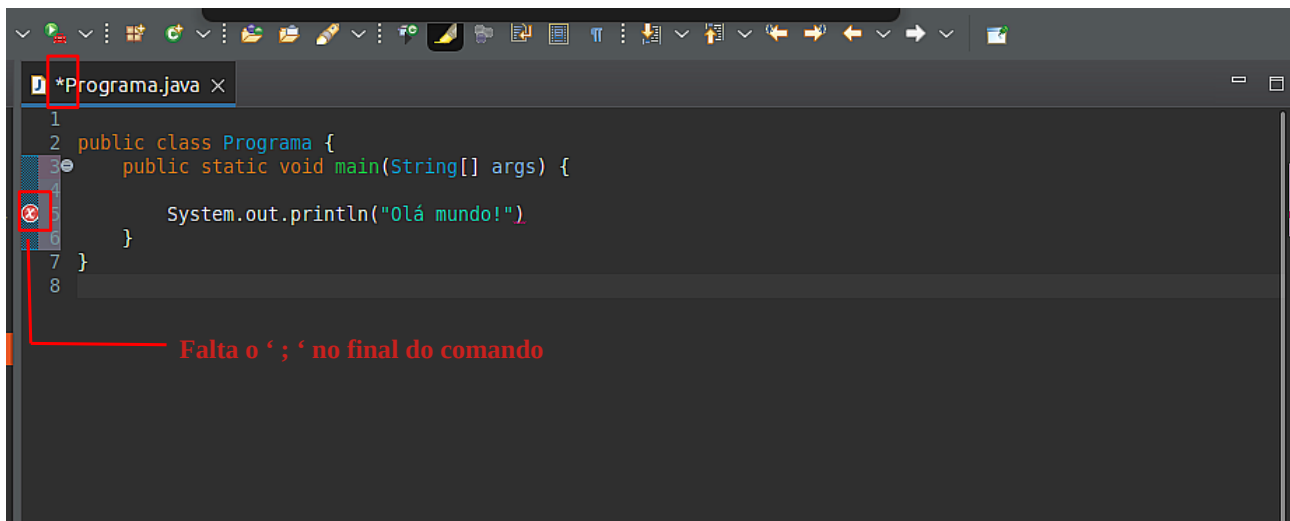 *Programa.java
1
2 public class Programa {
3 public static void main(String[] args) {
4
5 System.out.println("Olá mundo!")
6 }
7 }
8
Falta o ‘ ; ‘ no final do comando